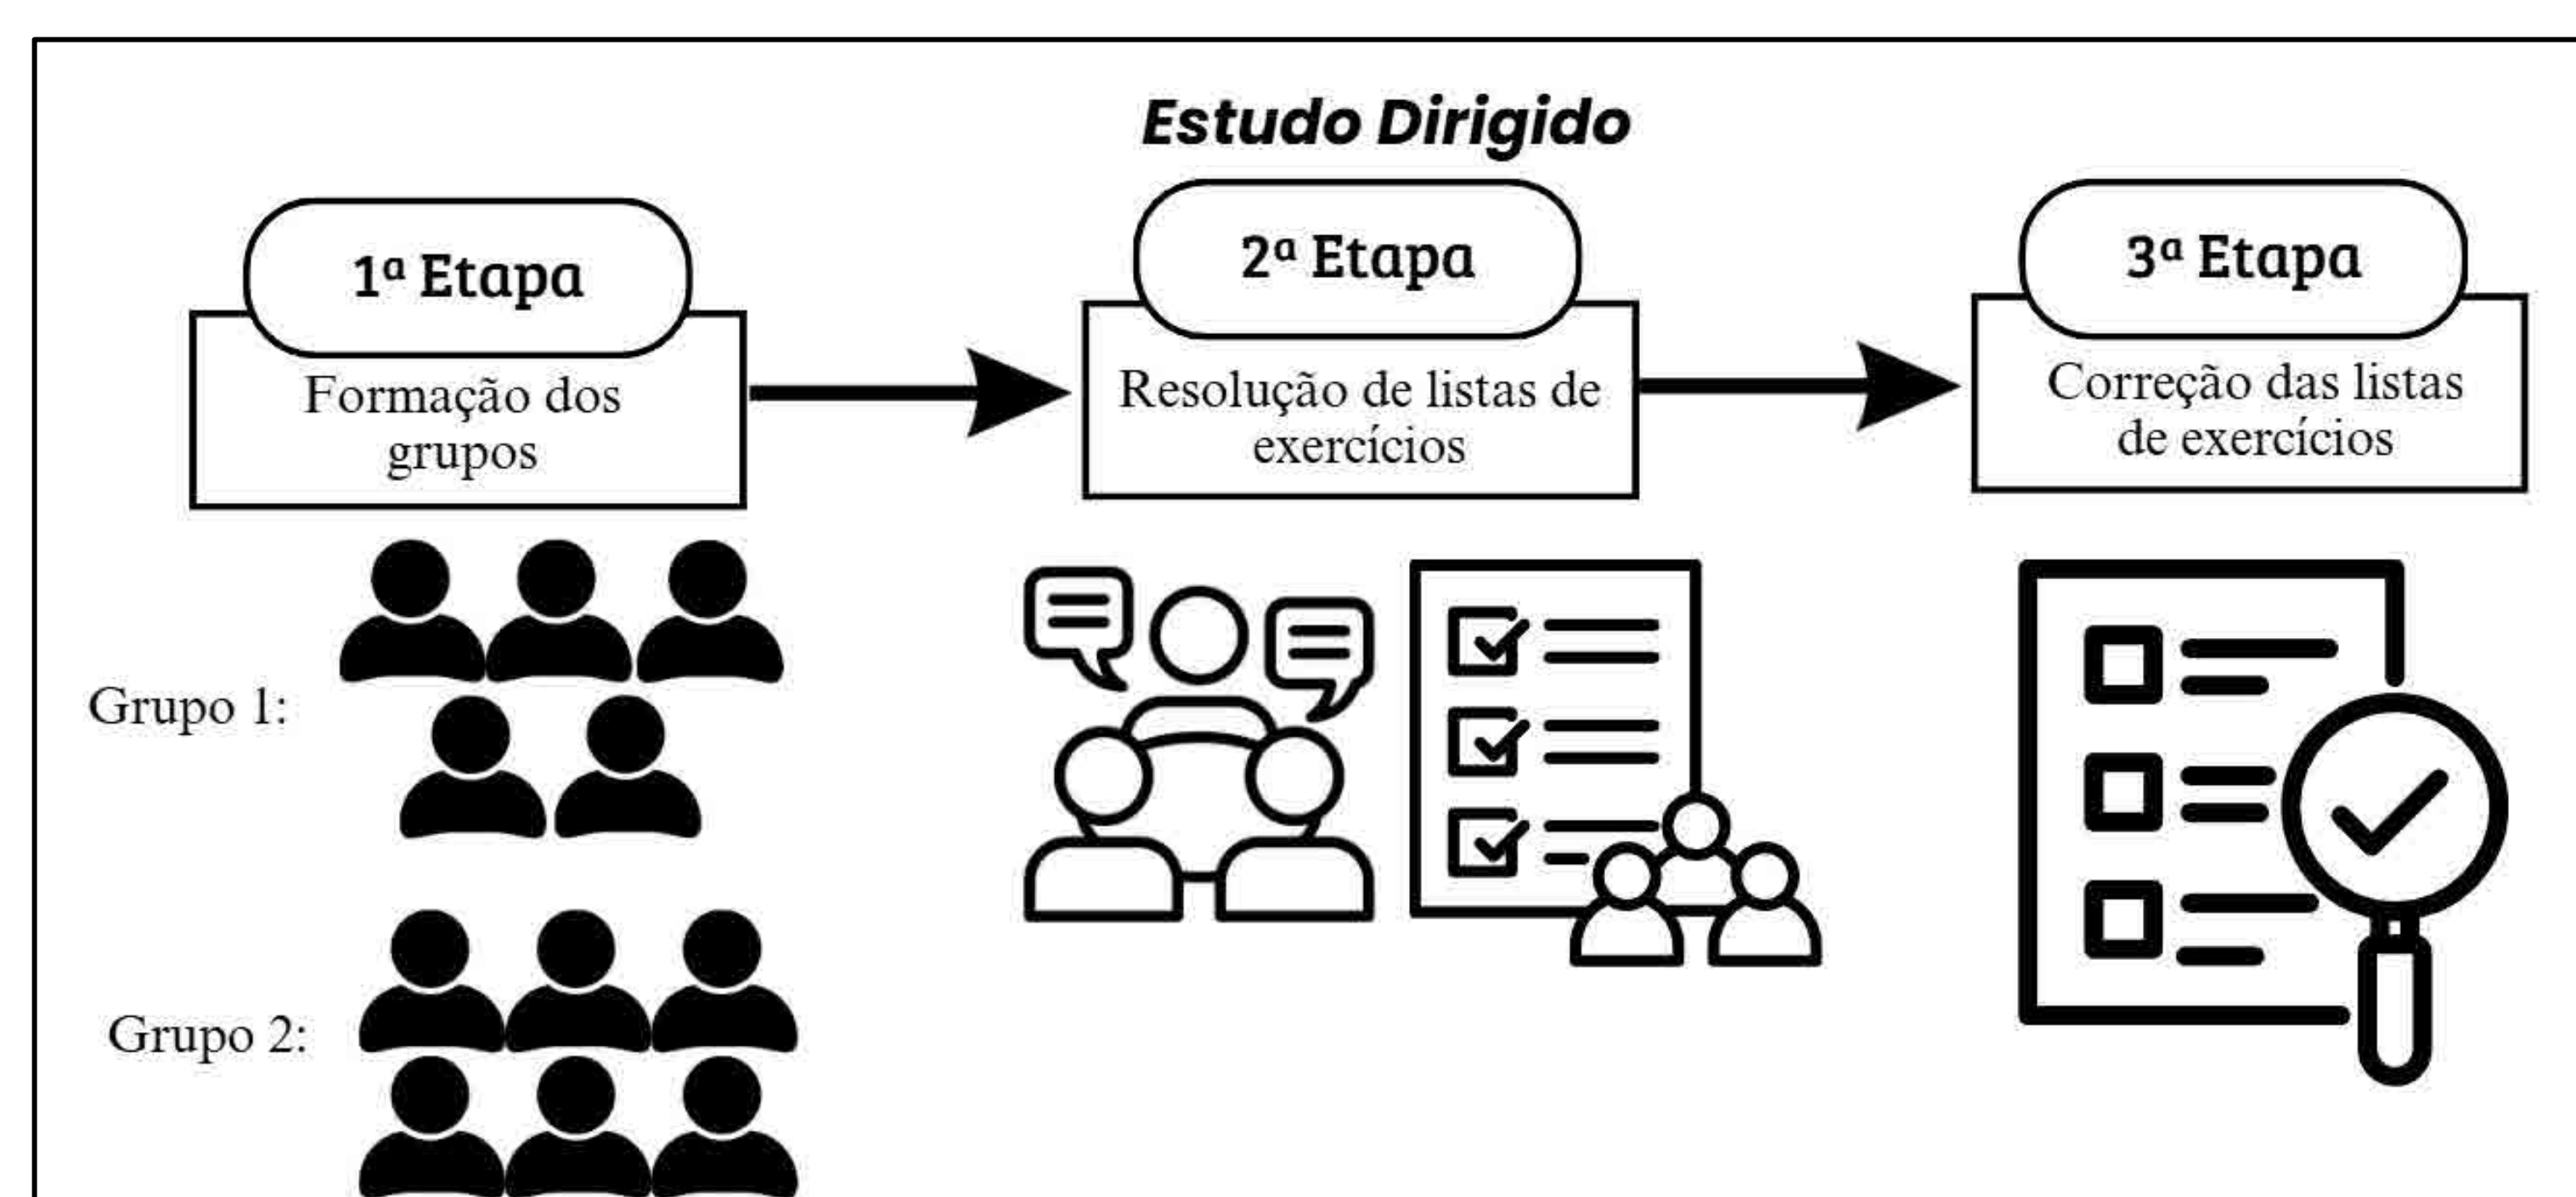 Estudo Dirigido
1ª Etapa
Formação dos
grupos
2ª Etapa
Resolução de listas de
exercícios
3ª Etapa
Correção das listas
de exercícios
Grupo 1:
Grupo 2: